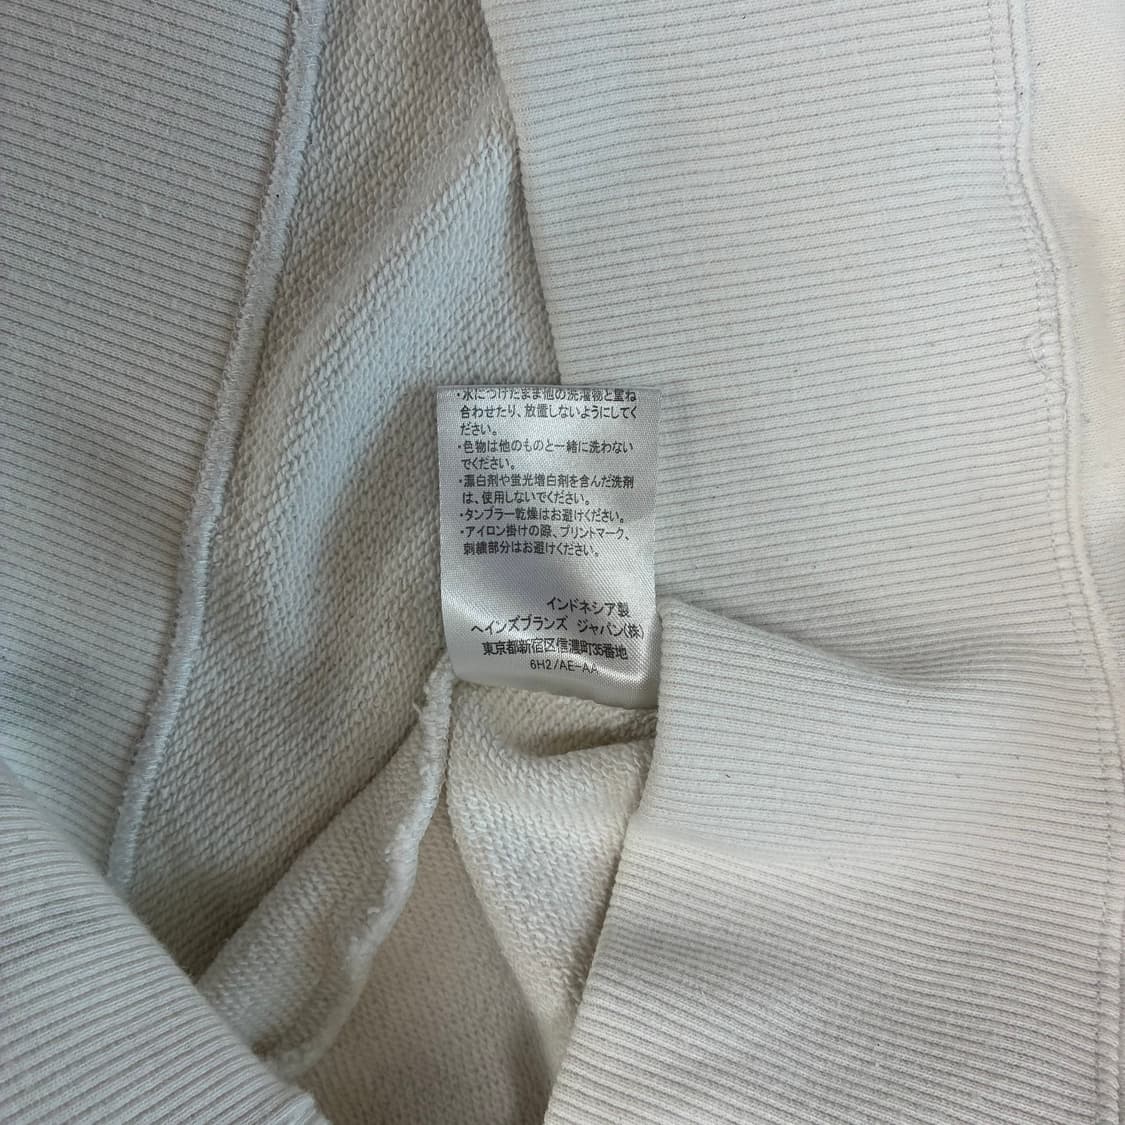 ・水につけたまま他の洗濯物と重ね
合わせたり、放置しないようにしてく
ださい。
・色物は他のものと一緒に洗わない
でください。
・漂白剤や蛍光増白剤を含んだ洗剤
は、使用しないでください。
・タンブラー乾燥はお避けください。
・アイロン掛けの際、プリントマーク、
刺繍部分はお避けください。
インドネシア製
ヘインズブランズ ジャパン(株)
東京都新宿区信濃町35番地
6H2/AE-AA